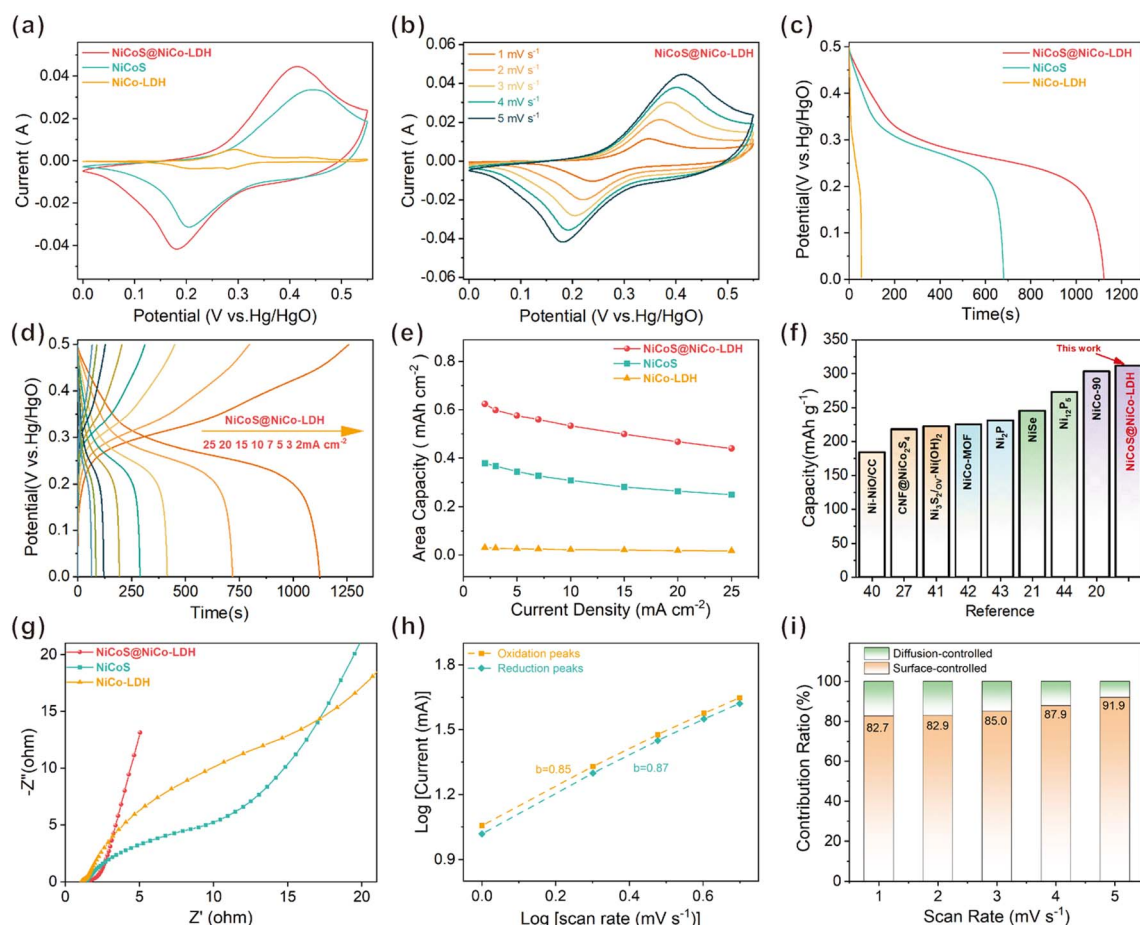 (a)
NiCoS@NiCo-LDH
NiCoS
NiCo-LDH
0.06
0.04
0.02
0.00
-0.02
-0.04
Current ( A )
0.0 0.1 0.2 0.3 0.4 0.5
Potential (V vs.Hg/HgO)
(b)
1 mV s⁻¹
2 mV s⁻¹
3 mV s⁻¹
4 mV s⁻¹
5 mV s⁻¹
NiCoS@NiCo-LDH
0.06
0.04
0.02
0.00
-0.02
-0.04
-0.06
Current ( A )
0.0 0.1 0.2 0.3 0.4 0.5
Potential (V vs.Hg/HgO)
(c)
NiCoS@NiCo-LDH
NiCoS
NiCo-LDH
0.5
0.4
0.3
0.2
0.1
0.0
Potential(V vs.Hg/HgO)
0 200 400 600 800 1000 1200
Time(s)
(d)
0.5
0.4
0.3
0.2
0.1
0.0
Potential(V vs.Hg/HgO)
NiCoS@NiCo-LDH
25 20 15 10 7 5 3 2mA cm⁻²
0 250 500 750 1000 1250
Time(s)
(e)
NiCoS@NiCo-LDH
NiCoS
NiCo-LDH
0.8
0.6
0.4
0.2
0.0
Area Capacity ( mAh cm⁻²)
0 5 10 15 20 25
Current Density (mA cm⁻²)
(f)
This work
350
300
250
200
150
100
50
0
Capacity(mAh g⁻¹)
Ni-NiO/CC
CNF@NiCo₂S₄
Ni₃S₂/ov-Ni(OH)₂
NiCo-MOF
Ni₂P
NiSe
Ni₁₂P₅
NiCo-90
NiCoS@NiCo-LDH
40 27 41 42 43 21 44 20
Reference
(g)
NiCoS@NiCo-LDH
NiCoS
NiCo-LDH
20
15
10
5
0
-Z"(ohm)
0 5 10 15 20
Z' (ohm)
(h)
Oxidation peaks
Reduction peaks
1.8
1.5
1.2
0.9
Log [Current (mA)]
b=0.85
b=0.87
0.0 0.2 0.4 0.6
Log [scan rate (mV s⁻¹)]
(i)
Diffusion-controlled
Surface-controlled
100
80
60
40
20
0
Contribution Ratio (%)
82.7 82.9 85.0 87.9 91.9
1 2 3 4 5
Scan Rate (mV s⁻¹)